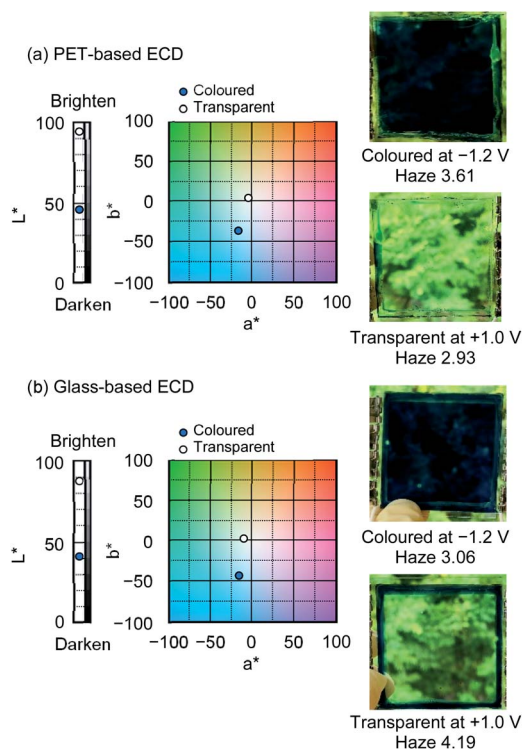 (a) PET-based ECD
Coloured
Transparent
Brighten
100
50
0
L*
Darken
100
50
0
−50
−100
b*
−100 −50 0 50 100
a*
Coloured at −1.2 V
Haze 3.61
Transparent at +1.0 V
Haze 2.93
(b) Glass-based ECD
Coloured
Transparent
Brighten
100
50
0
L*
Darken
100
50
0
−50
−100
b*
−100 −50 0 50 100
a*
Coloured at −1.2 V
Haze 3.06
Transparent at +1.0 V
Haze 4.19